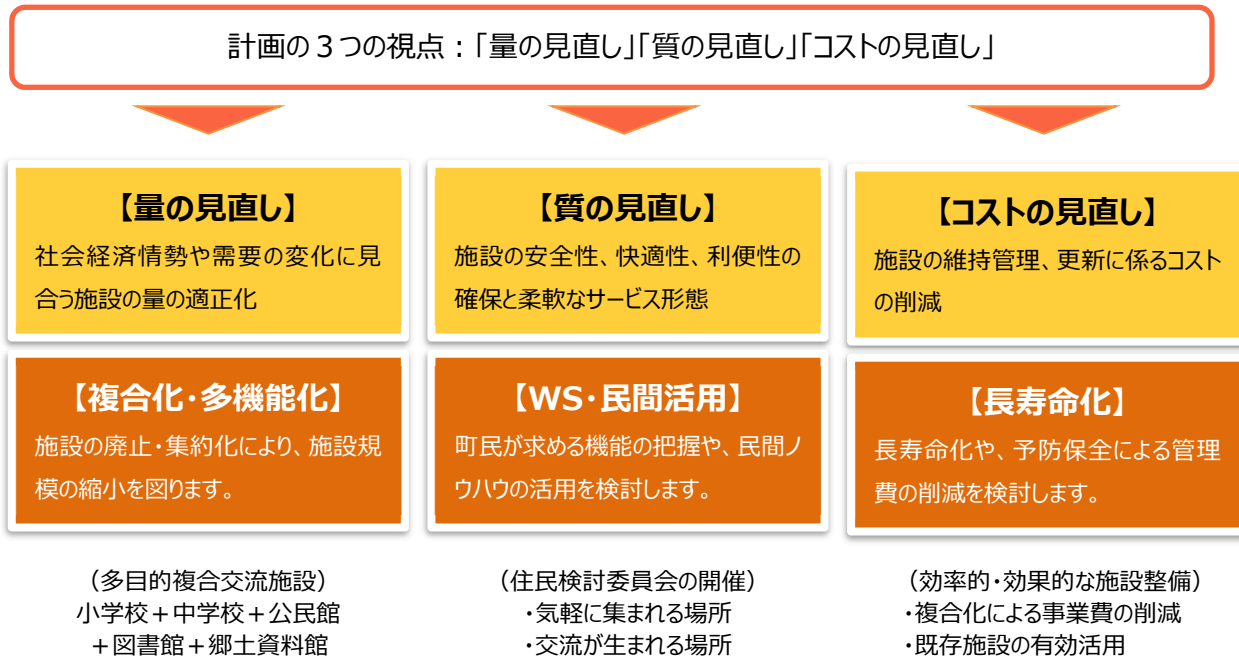 計画の３つの視点：「量の見直し」「質の見直し」「コストの見直し」
【量の見直し】
社会経済情勢や需要の変化に見
合う施設の量の適正化
【複合化・多機能化】
施設の廃止・集約化により、施設規
模の縮小を図ります。
（多目的複合交流施設）
小学校＋中学校＋公民館
＋図書館＋郷土資料館
【質の見直し】
施設の安全性、快適性、利便性の
確保と柔軟なサービス形態
【WS・民間活用】
町民が求める機能の把握や、民間ノ
ウハウの活用を検討します。
（住民検討委員会の開催）
・気軽に集まれる場所
・交流が生まれる場所
【コストの見直し】
施設の維持管理、更新に係るコスト
の削減
【長寿命化】
長寿命化や、予防保全による管理
費の削減を検討します。
（効率的・効果的な施設整備）
・複合化による事業費の削減
・既存施設の有効活用